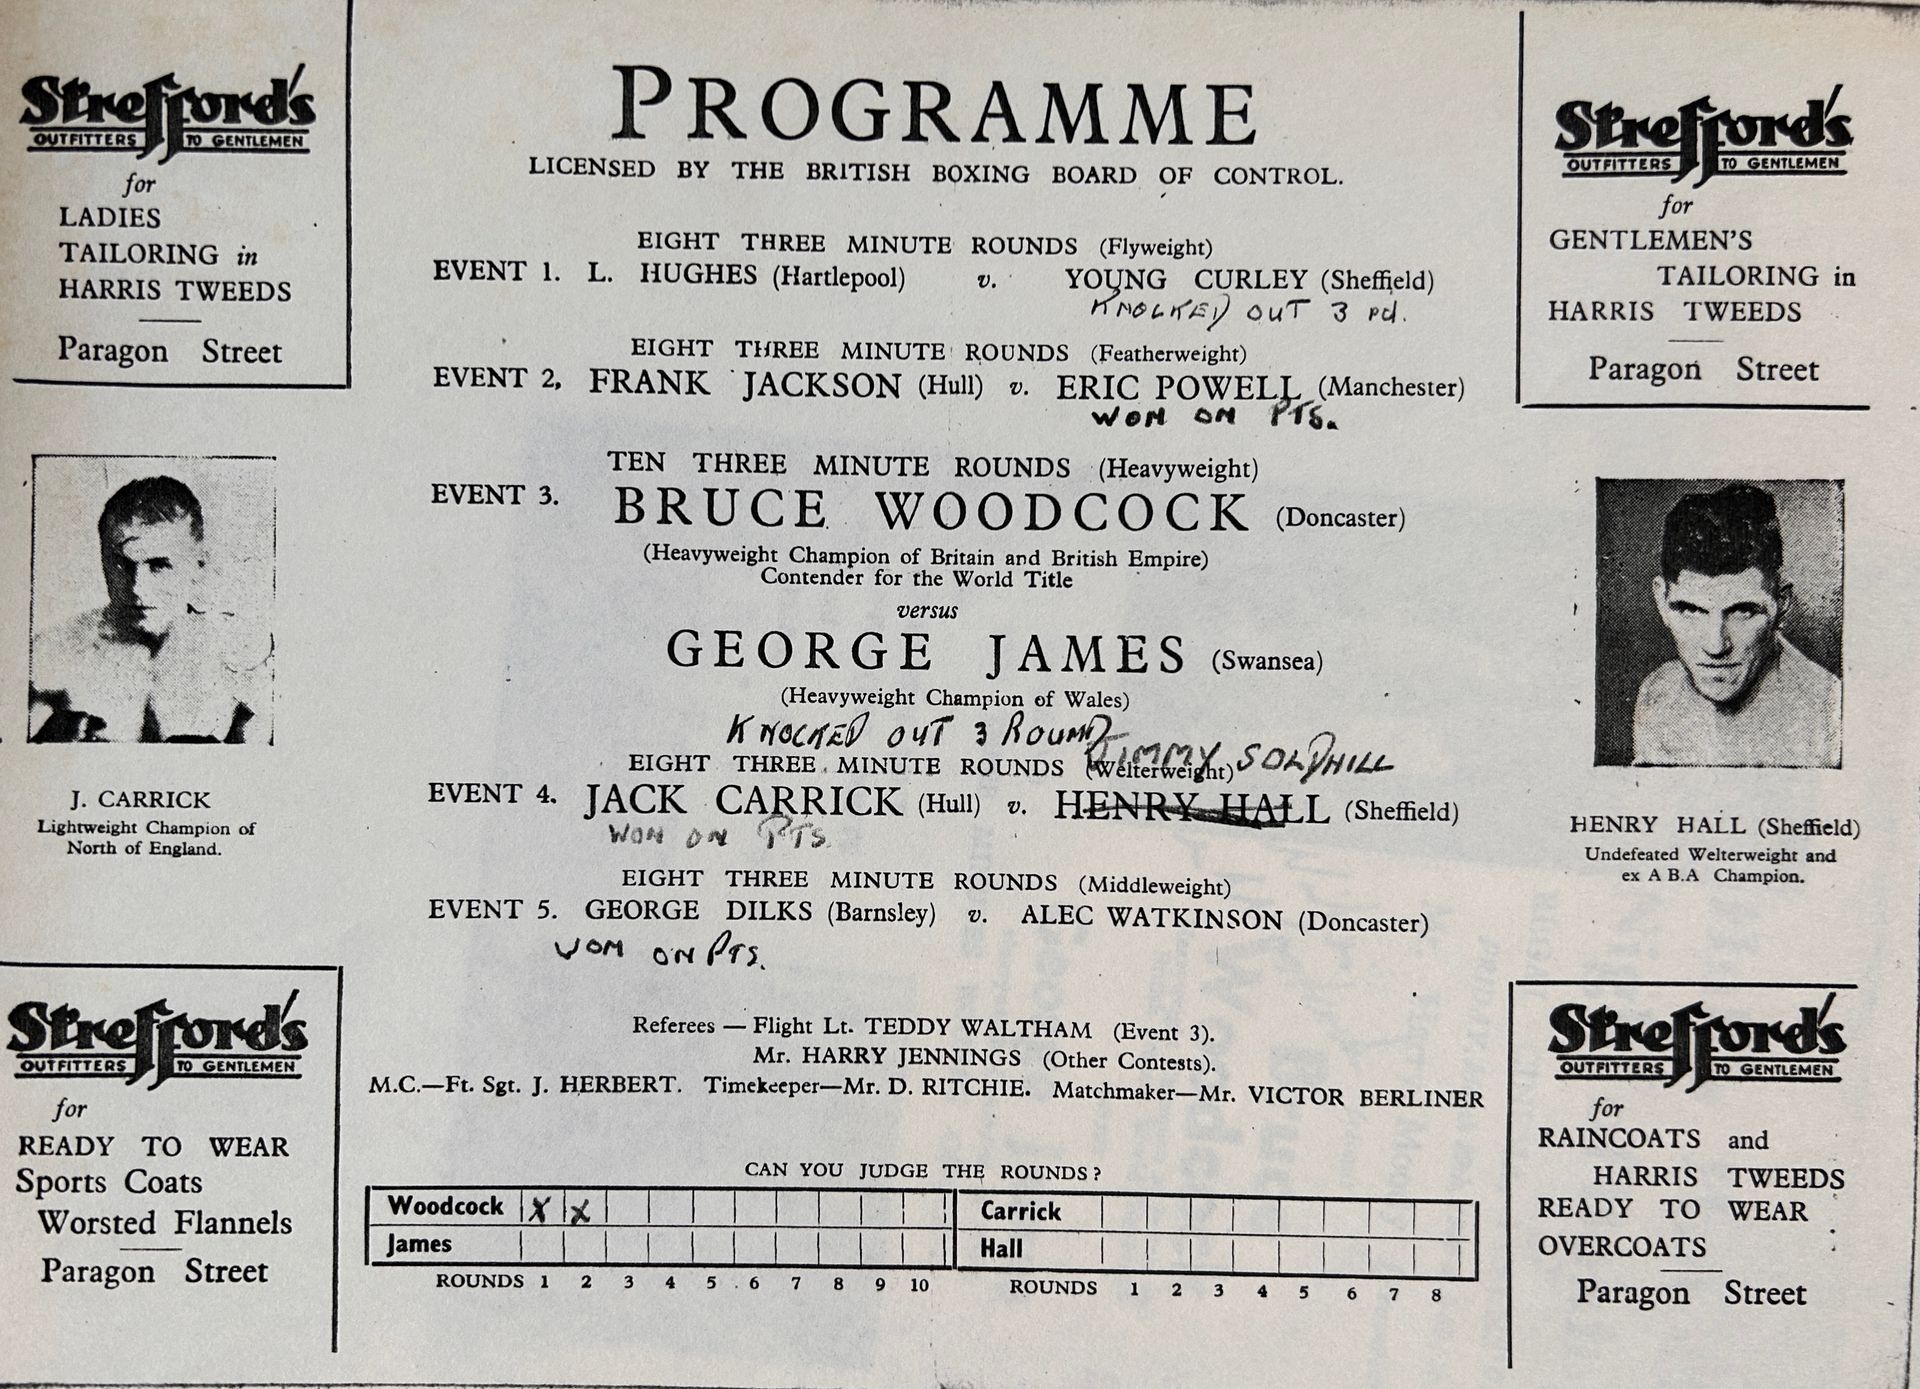 Strefford's
OUTFITTERS TO GENTLEMEN
for
LADIES
TAILORING in
HARRIS TWEEDS
Paragon Street
PROGRAMME
LICENSED BY THE BRITISH BOXING BOARD OF CONTROL.
EIGHT THREE MINUTE ROUNDS (Flyweight)
EVENT 1. L. HUGHES (Hartlepool) v. YOUNG CURLEY (Sheffield)
KNOCKED OUT 3 rd.
EIGHT THREE MINUTE ROUNDS (Featherweight)
EVENT 2, FRANK JACKSON (Hull) v. ERIC POWELL (Manchester)
WON ON PTS.
TEN THREE MINUTE ROUNDS (Heavyweight)
EVENT 3. BRUCE WOODCOCK (Doncaster)
(Heavyweight Champion of Britain and British Empire)
Contender for the World Title
versus
GEORGE JAMES (Swansea)
(Heavyweight Champion of Wales)
KNOCKED OUT 3 ROUND
JIMMY
EIGHT THREE MINUTE ROUNDS (Welterweight)
EVENT 4. JACK CARRICK (Hull) v. HENRY HALL (Sheffield)
WON ON PTS
EIGHT THREE MINUTE ROUNDS (Middleweight)
EVENT 5. GEORGE DILKS (Barnsley) v. ALEC WATKINSON (Doncaster)
WON ON PTS.
Referees — Flight Lt. TEDDY WALTHAM (Event 3).
Mr. HARRY JENNINGS (Other Contests).
M.C.—Ft. Sgt. J. HERBERT. Timekeeper—Mr. D. RITCHIE. Matchmaker—Mr. VICTOR BERLINER
CAN YOU JUDGE THE ROUNDS?
Woodcock X X
James
ROUNDS 1 2 3 4 5 6 7 8 9 10
Carrick
Hall
ROUNDS 1 2 3 4 5 6 7 8
J. CARRICK
Lightweight Champion of
North of England.
Strefford's
OUTFITTERS TO GENTLEMEN
for
READY TO WEAR
Sports Coats
Worsted Flannels
Paragon Street
Strefford's
OUTFITTERS TO GENTLEMEN
for
GENTLEMEN'S
TAILORING in
HARRIS TWEEDS
Paragon Street
HENRY HALL (Sheffield)
Undefeated Welterweight and
ex A B.A Champion.
Strefford's
OUTFITTERS TO GENTLEMEN
for
RAINCOATS and
HARRIS TWEEDS
READY TO WEAR
OVERCOATS
Paragon Street